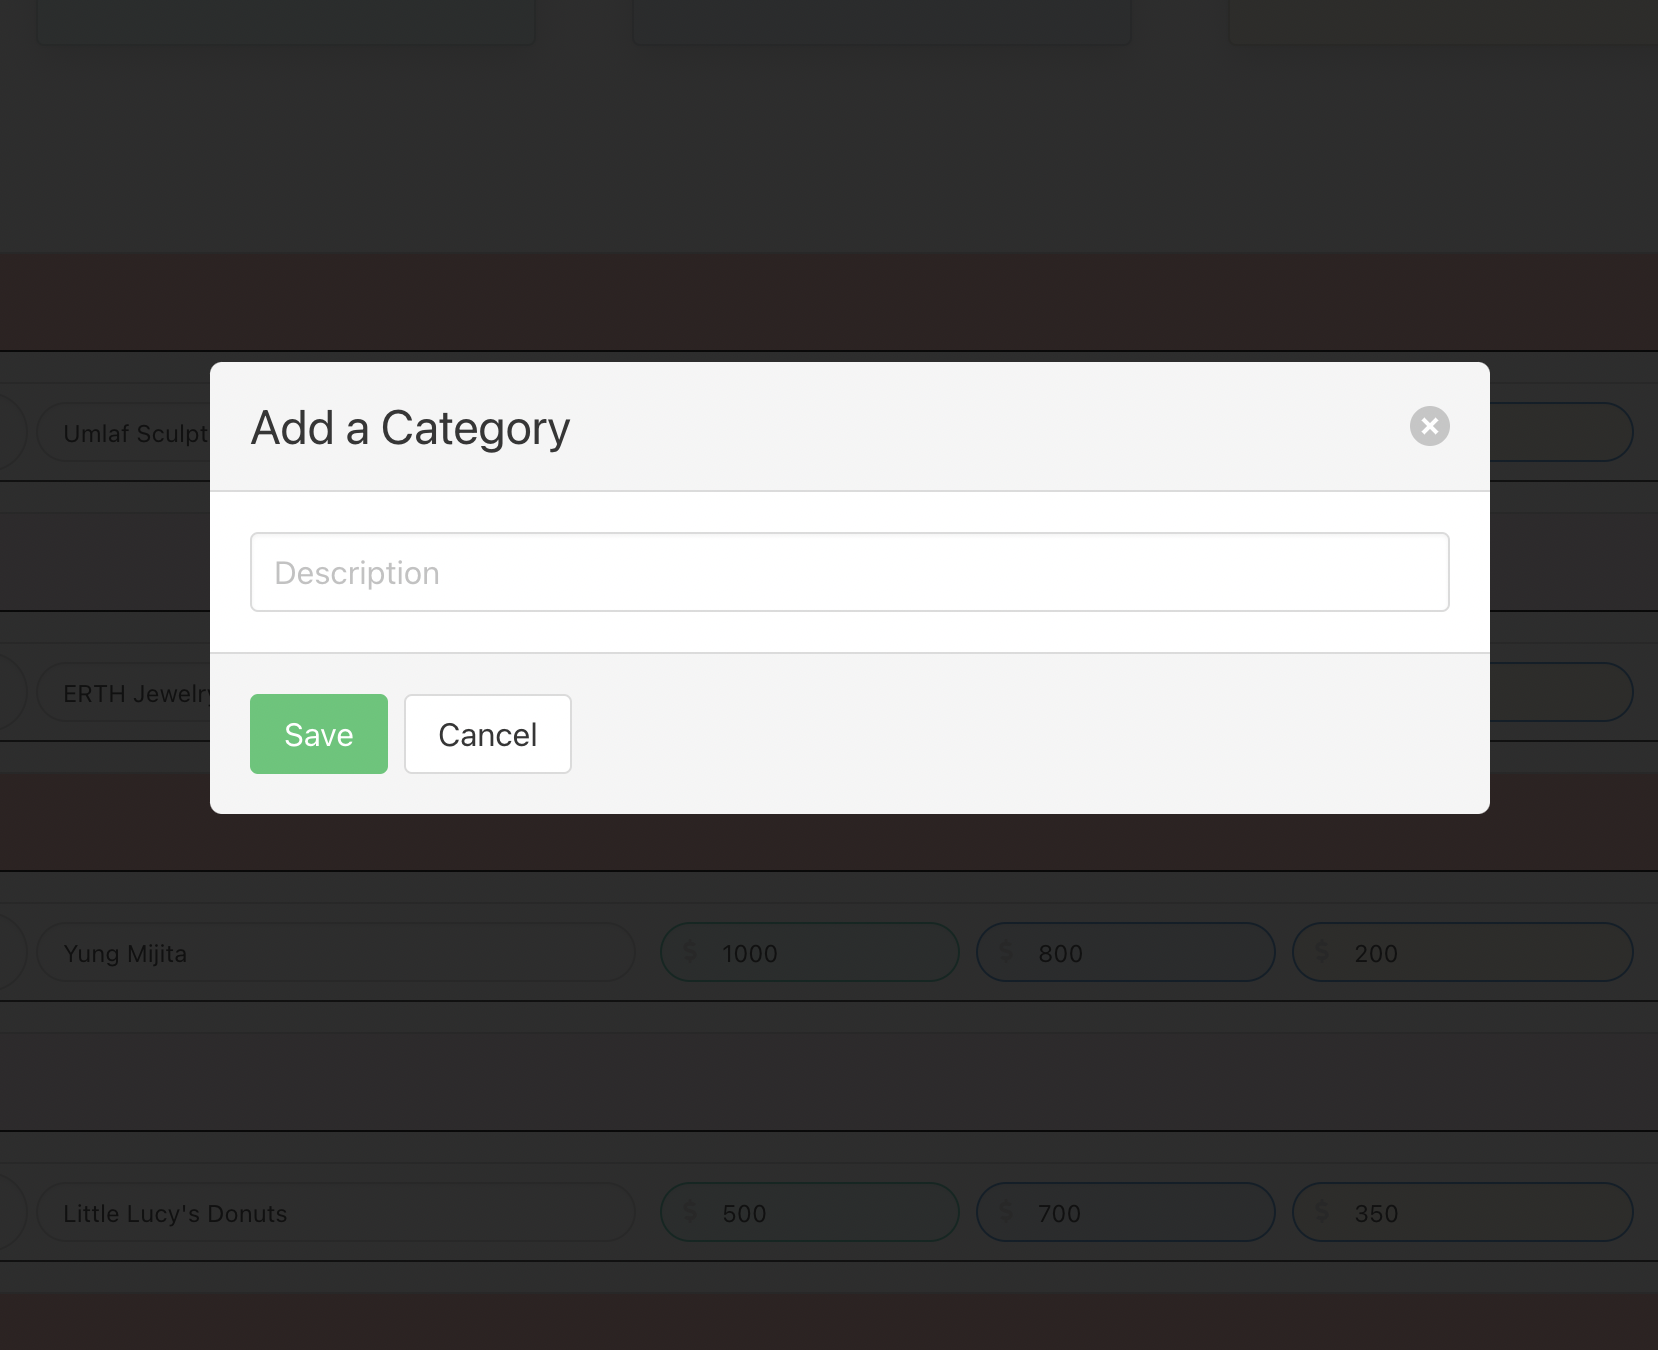 Add a Category
Umlaf Sculpt
Description
ERTH Jewelry
Save
Cancel
Yung Mijita
$ 1000
$ 800
$ 200
Little Lucy's Donuts
$ 500
$ 700
$ 350